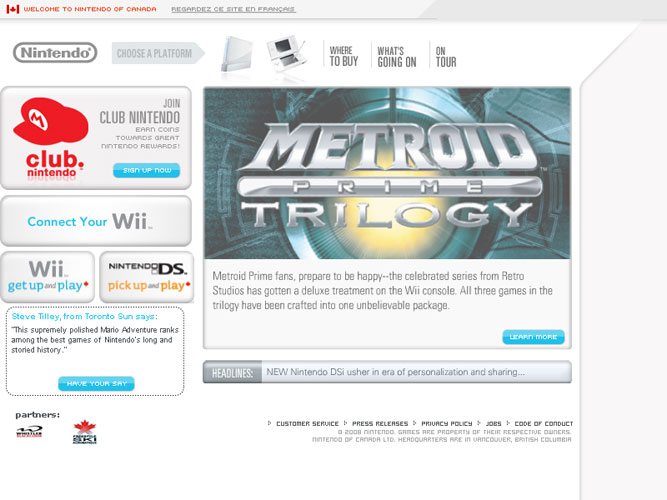 WELCOME TO NINTENDO OF CANADA
REGARDEZ CE SITE EN FRANÇAIS
Nintendo®
CHOOSE A PLATFORM
WHERE
TO BUY
WHAT'S
GOING ON
ON
TOUR
JOIN
CLUB NINTENDO
EARN COINS
TOWARDS GREAT
NINTENDO REWARDS!
club.
nintendo
SIGN UP NOW
Connect Your Wii™
Wii™
get up and play
NINTENDO DS™
pick up and play
Steve Tilley, from Toronto Sun says:
"This supremely polished Mario Adventure ranks
among the best games of Nintendo's long and
storied history."
HAVE YOUR SAY
METROID
PRIME
TRILOGY
Metroid Prime fans, prepare to be happy--the celebrated series from Retro
Studios has gotten a deluxe treatment on the Wii console. All three games in the
trilogy have been crafted into one unbelievable package.
LEARN MORE
HEADLINES:
NEW Nintendo DSi usher in era of personalization and sharing...
partners:
WHISTLER
SKI
CUSTOMER SERVICE
PRESS RELEASES
PRIVACY POLICY
JOBS
CODE OF CONDUCT
© 2008 NINTENDO. GAMES ARE PROPERTY OF THEIR RESPECTIVE OWNERS.
NINTENDO OF CANADA LTD. HEADQUARTERS ARE IN VANCOUVER, BRITISH COLUMBIA